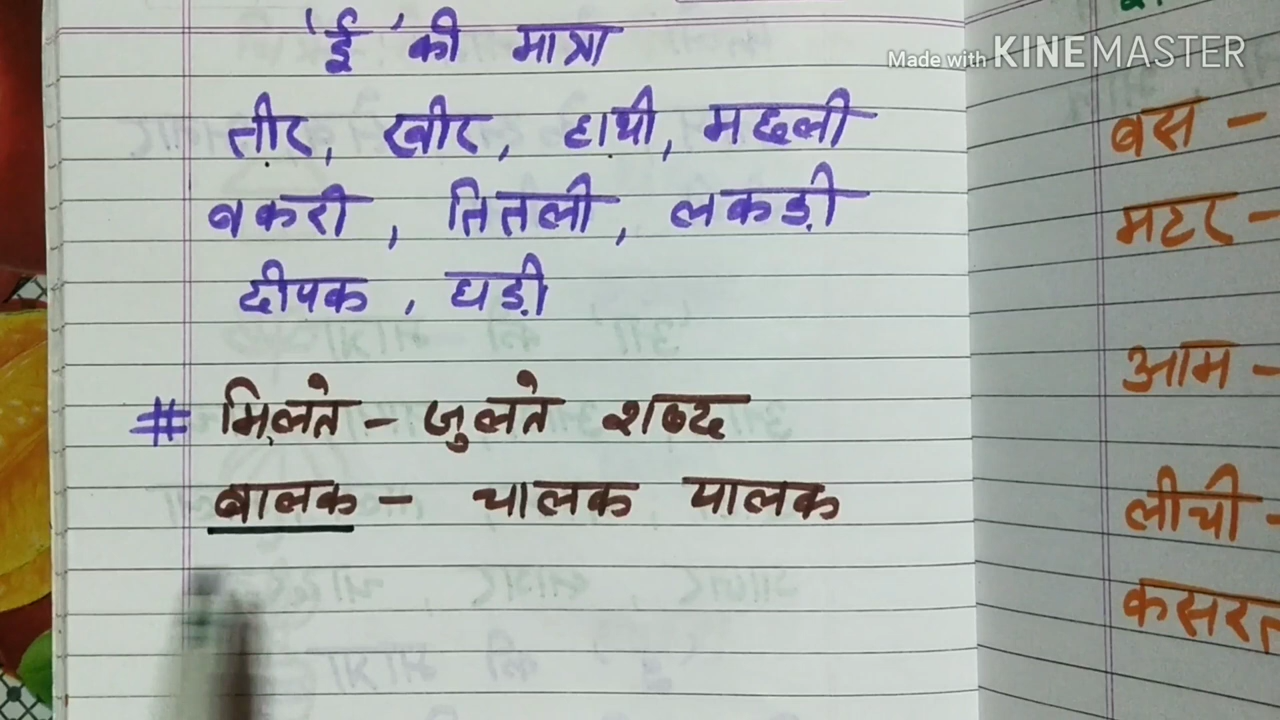 'ई' की मात्रा
तीर, खीर, हाथी, मछली
बकरी, तितली, लकड़ी
दीपक, घड़ी
# मिलते - जुलते शब्द
बालक - चालक पालक
Made with KINEMASTER
बस -
मटर -
आम -
लीची -
कसरत